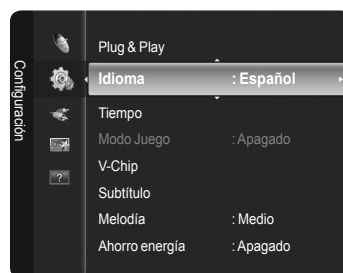 Configuración
Plug & Play
Idioma : Español
Tiempo
Modo Juego : Apagado
V-Chip
Subtítulo
Melodía : Medio
Ahorro energía : Apagado
?